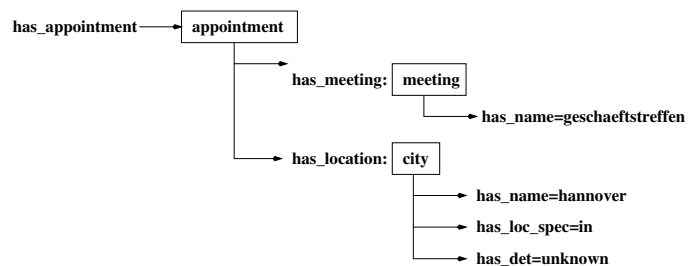 has_appointment appointment
has_meeting: meeting
has_name=geschaeftstreffen
has_location: city
has_name=hannover
has_loc_spec=in
has_det=unknown